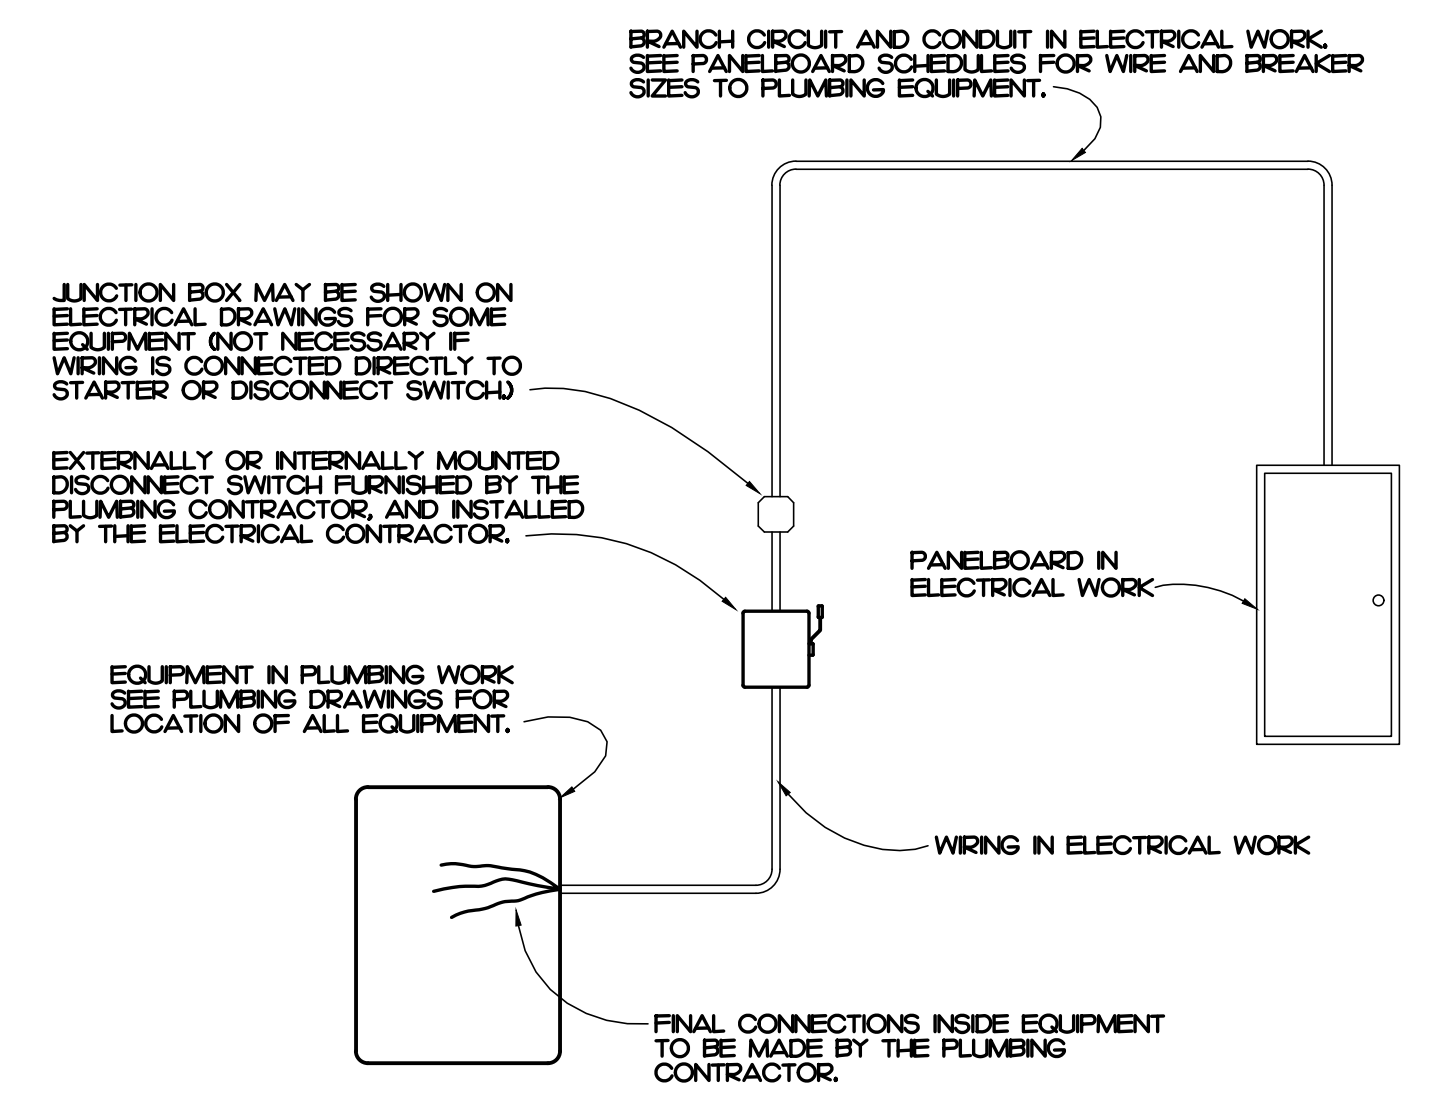 BRANCH CIRCUIT AND CONDUIT IN ELECTRICAL WORK.
SEE PANELBOARD SCHEDULES FOR WIRE AND BREAKER
SIZES TO PLUMBING EQUIPMENT.
JUNCTION BOX MAY BE SHOWN ON
ELECTRICAL DRAWINGS FOR SOME
EQUIPMENT (NOT NECESSARY IF
WIRING IS CONNECTED DIRECTLY TO
STARTER OR DISCONNECT SWITCH.)
EXTERNALLY OR INTERNALLY MOUNTED
DISCONNECT SWITCH FURNISHED BY THE
PLUMBING CONTRACTOR, AND INSTALLED
BY THE ELECTRICAL CONTRACTOR.
PANELBOARD IN
ELECTRICAL WORK
EQUIPMENT IN PLUMBING WORK
SEE PLUMBING DRAWINGS FOR
LOCATION OF ALL EQUIPMENT.
WIRING IN ELECTRICAL WORK
FINAL CONNECTIONS INSIDE EQUIPMENT
TO BE MADE BY THE PLUMBING
CONTRACTOR.